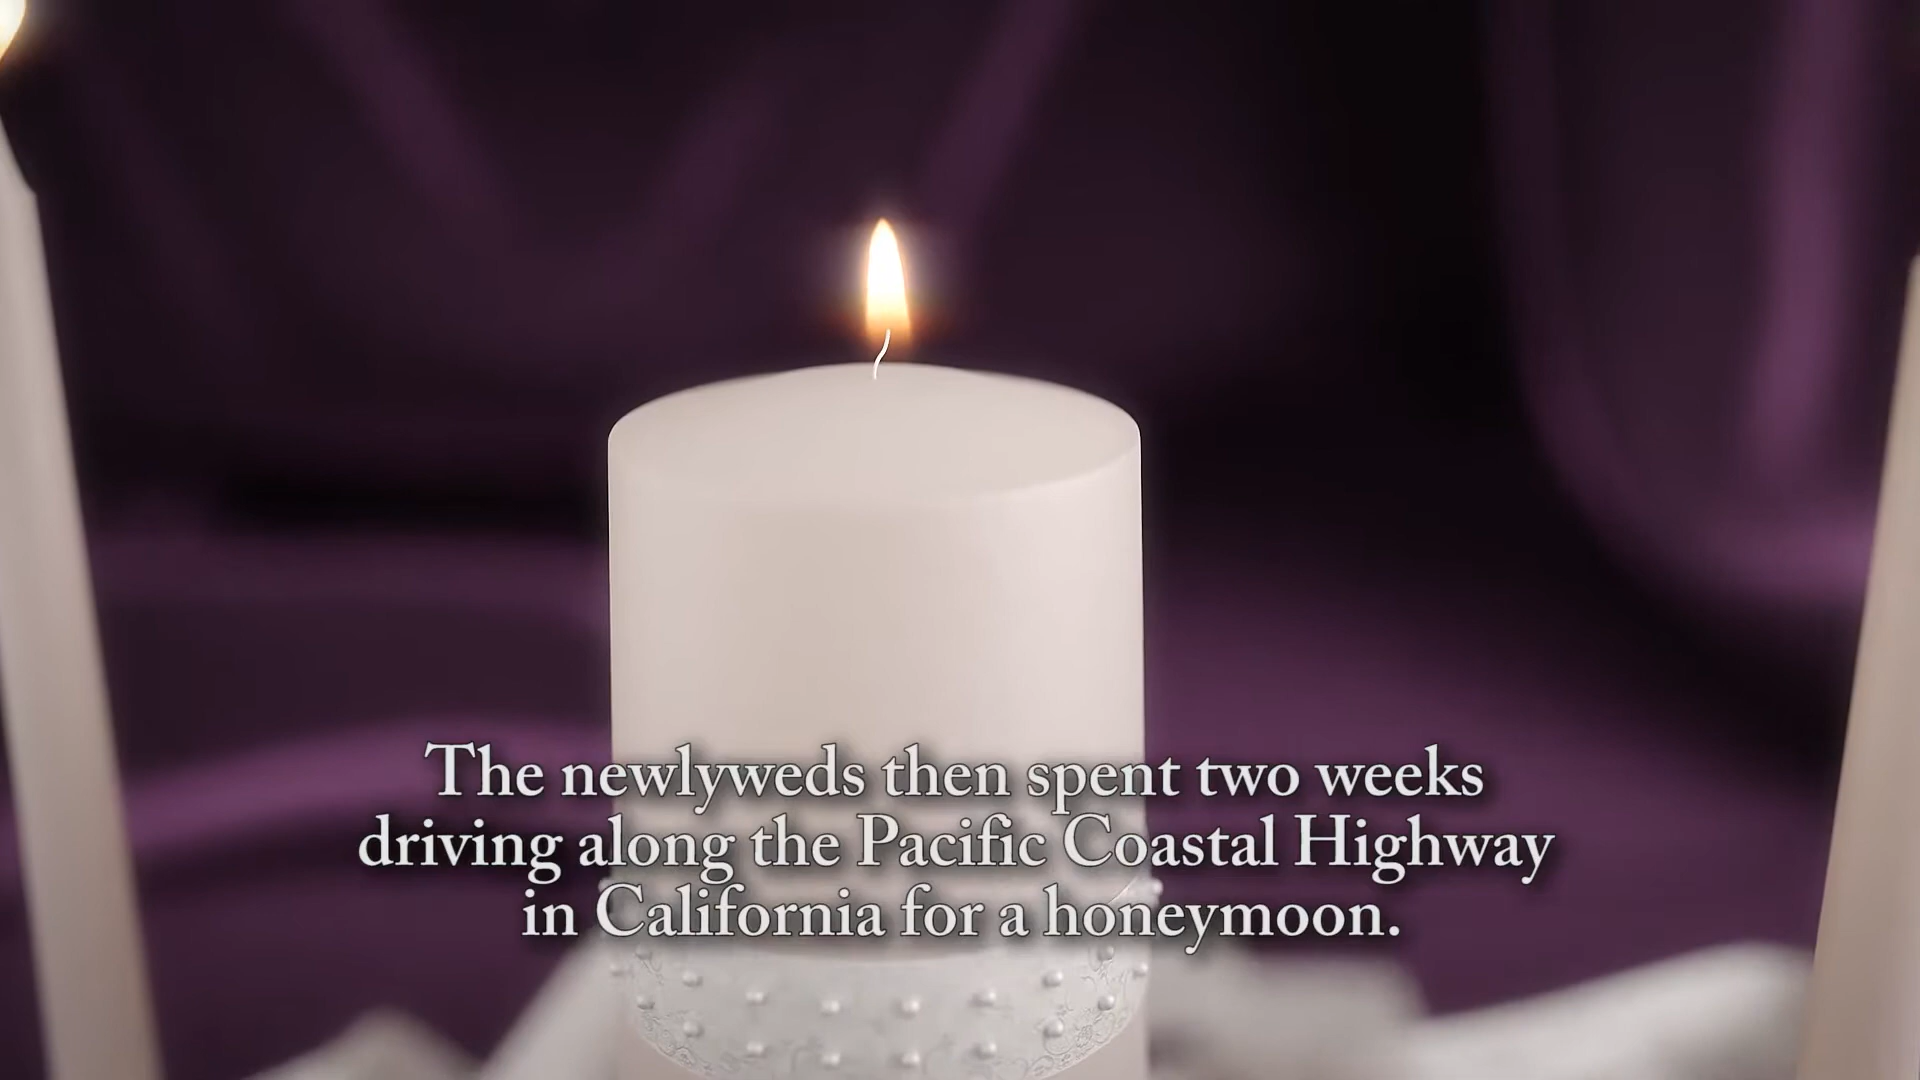 The newlyweds then spent two weeks
driving along the Pacific Coastal Highway
in California for a honeymoon.